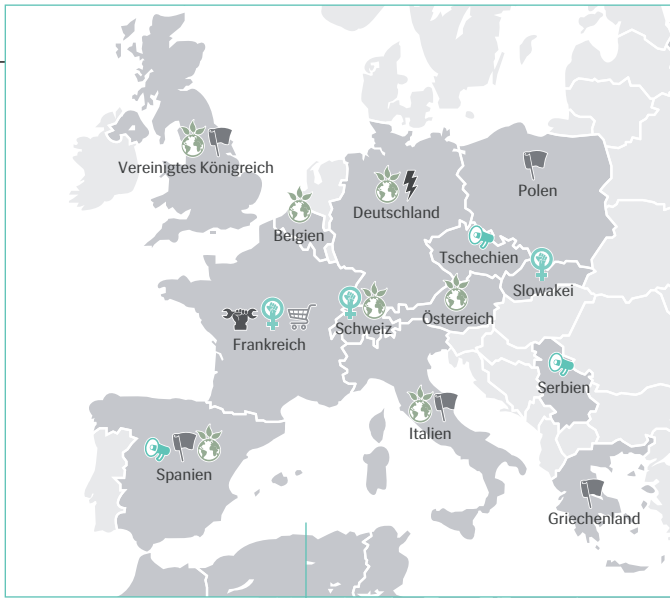 Vereinigtes Königreich
Polen
Deutschland
Belgien
Tschechien
Slowakei
Österreich
Schweiz
Frankreich
Serbien
Italien
Spanien
Griechenland